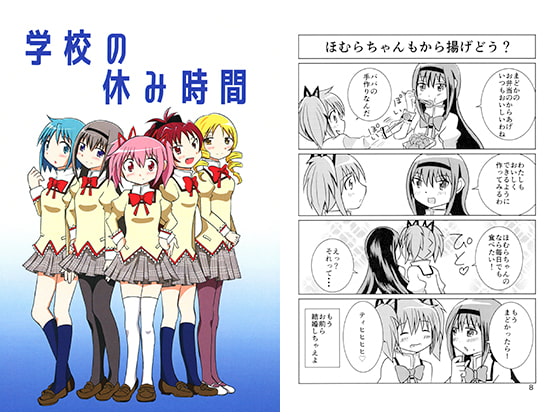 学校の
休み時間
ほむらちゃんもから揚げどう？
まどかの
お弁当のからあげ
いつもおいしいわね
パパの
手作りなんだ
わたしも
おいしく
できるように
作ってみるわ
ほむらちゃんの
なら毎日でも
食べたい！
ぴと
えっ？
それって・・・
もう
まどかったら！
ティヒヒヒヒ♡
もう
お前ら
結婚しちゃえよ
8